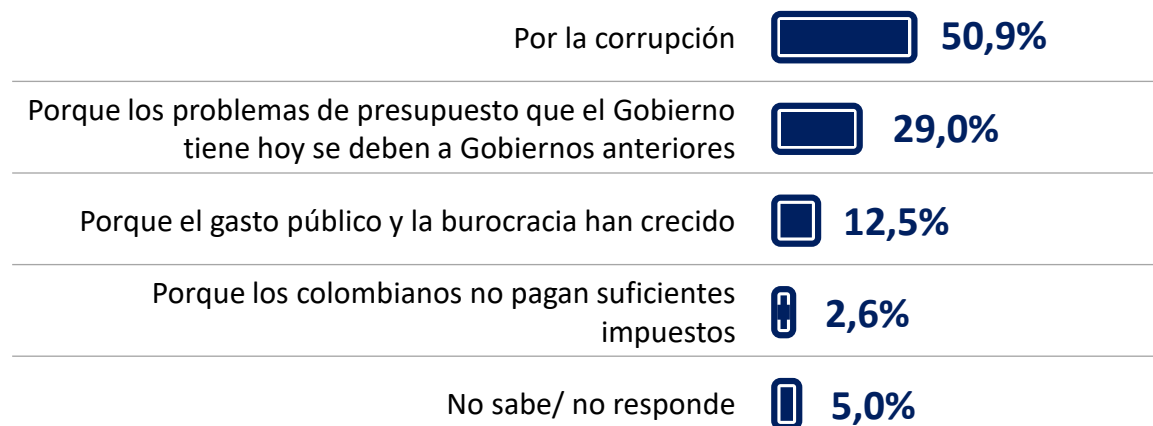 Por la corrupción 50,9%
Porque los problemas de presupuesto que el Gobierno
tiene hoy se deben a Gobiernos anteriores 29,0%
Porque el gasto público y la burocracia han crecido 12,5%
Porque los colombianos no pagan suficientes
impuestos 2,6%
No sabe/ no responde 5,0%